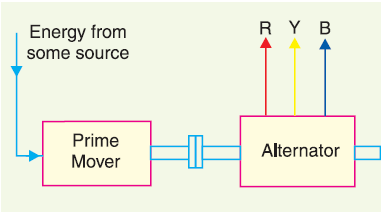 Energy from
some source
R Y B
Prime
Mover
Alternator